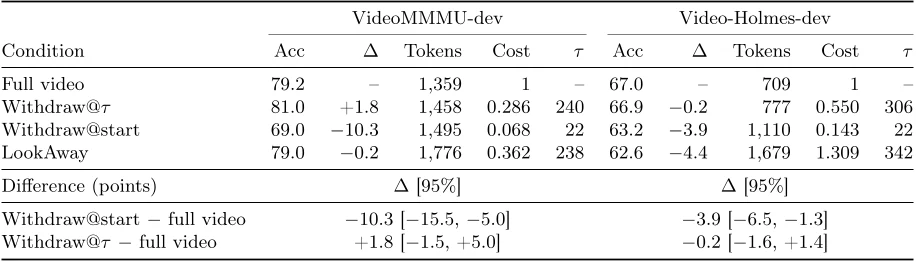 VideoMMMU-dev Video-Holmes-dev
Condition Acc Δ Tokens Cost τ Acc Δ Tokens Cost τ
Full video 79.2 – 1,359 1 – 67.0 – 709 1 –
Withdraw@τ 81.0 +1.8 1,458 0.286 240 66.9 −0.2 777 0.550 306
Withdraw@start 69.0 −10.3 1,495 0.068 22 63.2 −3.9 1,110 0.143 22
LookAway 79.0 −0.2 1,776 0.362 238 62.6 −4.4 1,679 1.309 342
Difference (points) Δ [95%] Δ [95%]
Withdraw@start − full video −10.3 [−15.5, −5.0] −3.9 [−6.5, −1.3]
Withdraw@τ − full video +1.8 [−1.5, +5.0] −0.2 [−1.6, +1.4]